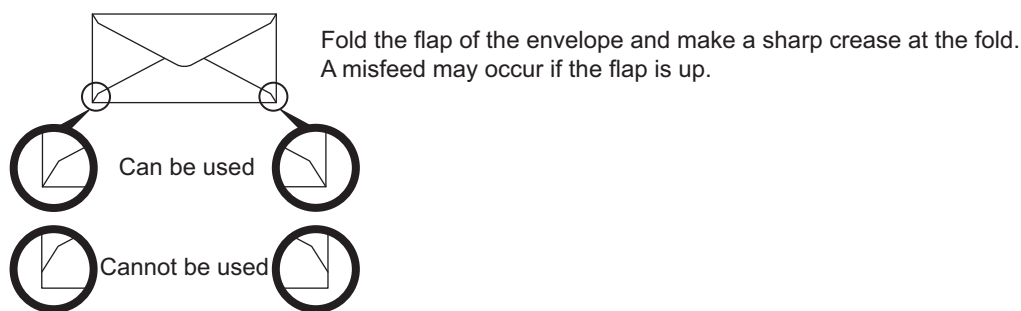 Fold the flap of the envelope and make a sharp crease at the fold.
A misfeed may occur if the flap is up.
Can be used
Cannot be used